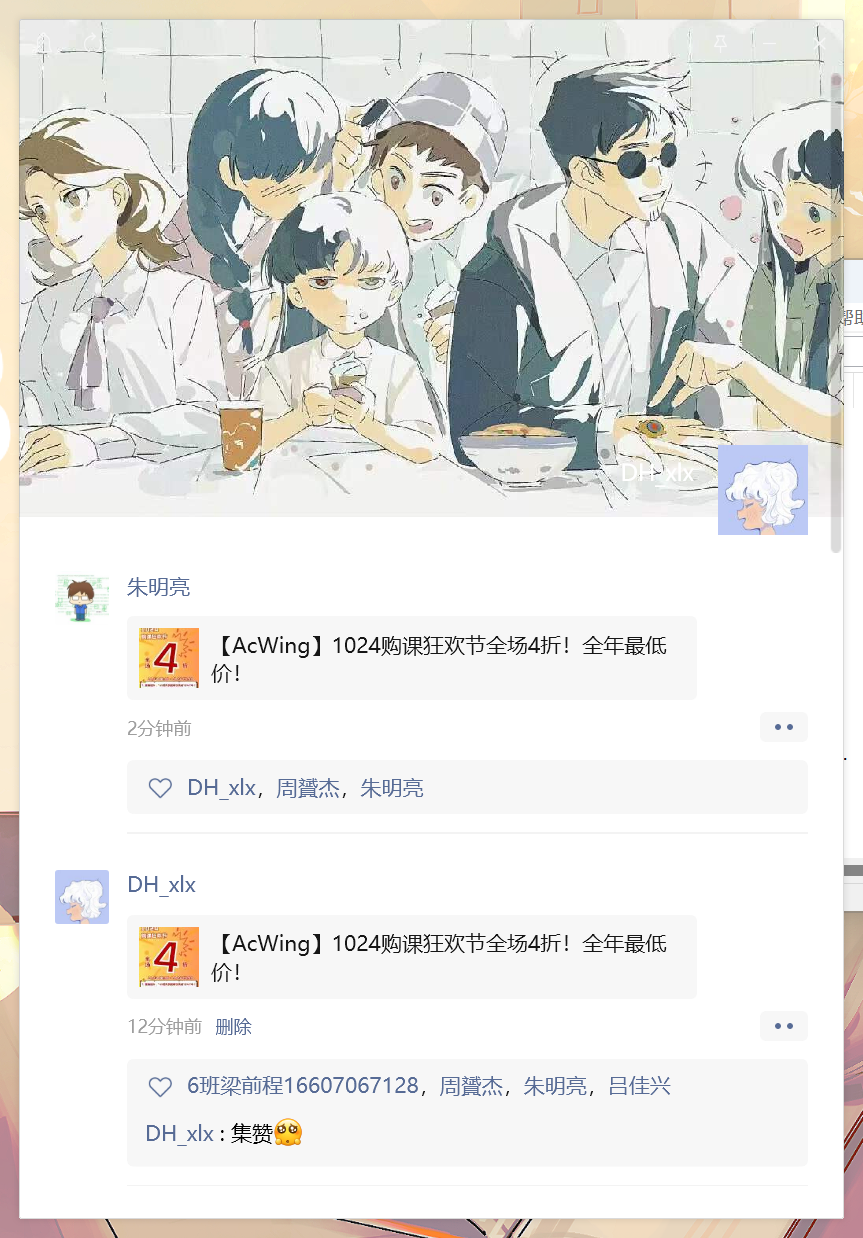 帮助
DH_xlx
朱明亮
4
【AcWing】1024购课狂欢节全场4折！全年最低
价！
2分钟前
DH_xlx，周赟杰，朱明亮
DH_xlx
4
【AcWing】1024购课狂欢节全场4折！全年最低
价！
12分钟前 删除
6班梁前程16607067128，周赟杰，朱明亮，吕佳兴
DH_xlx : 集赞🥺